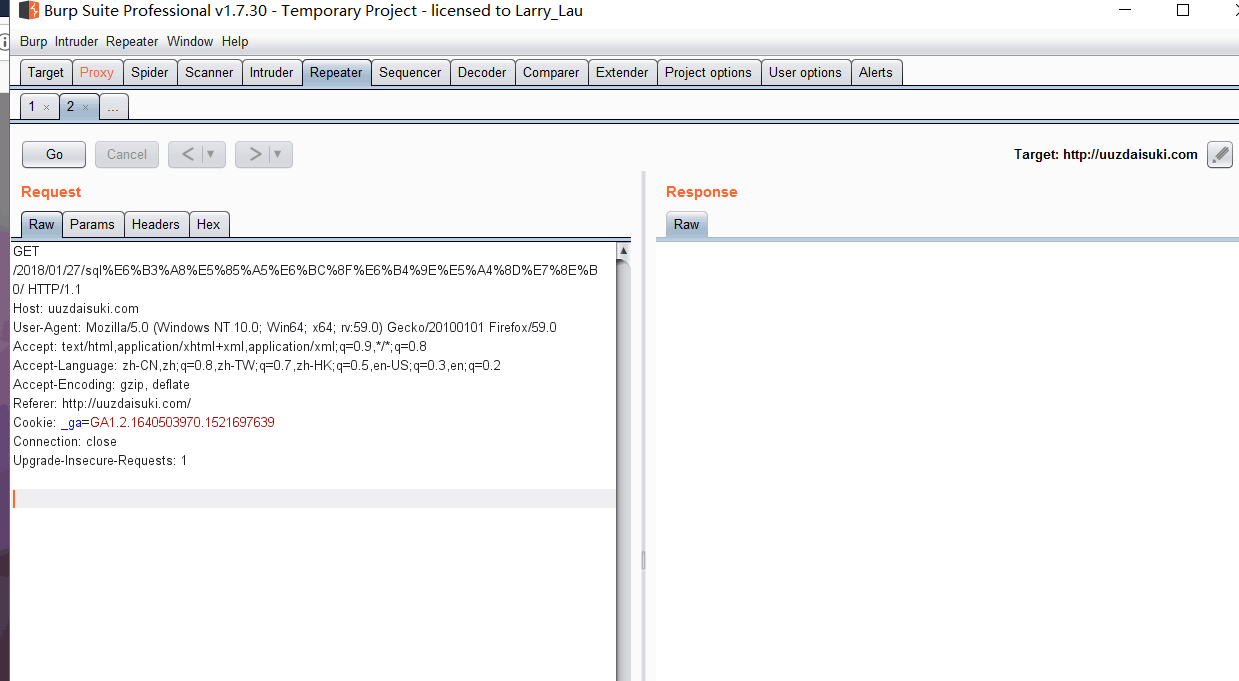 Burp Suite Professional v1.7.30 - Temporary Project - licensed to Larry_Lau
Burp Intruder Repeater Window Help
Target Proxy Spider Scanner Intruder Repeater Sequencer Decoder Comparer Extender Project options User options Alerts
1 × 2 × ...
Go Cancel < > Target: http://uuzdaisuki.com
Request Response
Raw Params Headers Hex Raw
GET
/2018/01/27/sql%E6%B3%A8%E5%85%A5%E6%BC%8F%E6%B4%9E%E5%A4%8D%E7%8E%B
0/ HTTP/1.1
Host: uuzdaisuki.com
User-Agent: Mozilla/5.0 (Windows NT 10.0; Win64; x64; rv:59.0) Gecko/20100101 Firefox/59.0
Accept: text/html,application/xhtml+xml,application/xml;q=0.9,*/*;q=0.8
Accept-Language: zh-CN,zh;q=0.8,zh-TW;q=0.7,zh-HK;q=0.5,en-US;q=0.3,en;q=0.2
Accept-Encoding: gzip, deflate
Referer: http://uuzdaisuki.com/
Cookie: _ga=GA1.2.1640503970.1521697639
Connection: close
Upgrade-Insecure-Requests: 1